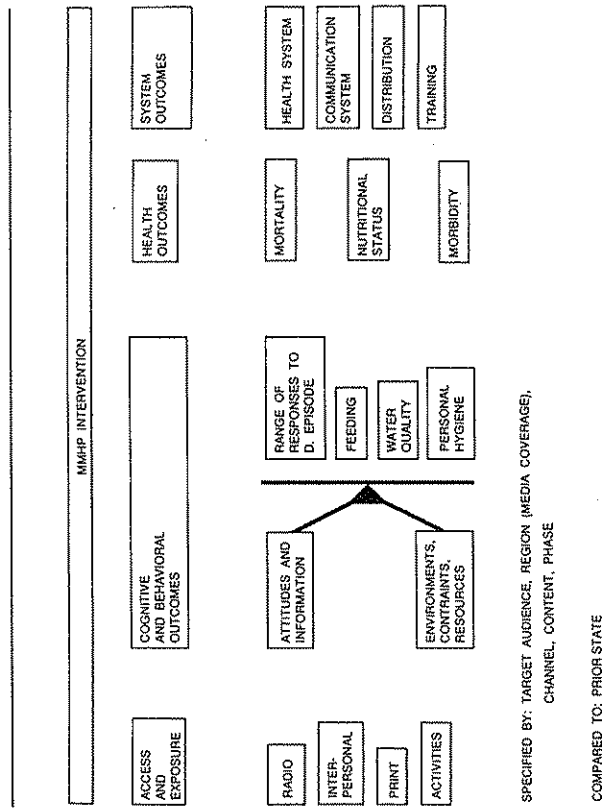 MMHP INTERVENTION
ACCESS
AND
EXPOSURE
COGNITIVE
AND BEHAVIORAL
OUTCOMES
HEALTH
OUTCOMES
SYSTEM
OUTCOMES
RADIO
INTER-
PERSONAL
PRINT
ACTIVITIES
ATTITUDES AND
INFORMATION
ENVIRONMENTS,
CONTRAINTS,
RESOURCES
RANGE OF
RESPONSES TO
D. EPISODE
FEEDING
WATER
QUALITY
PERSONAL
HYGIENE
MORTALITY
NUTRITIONAL
STATUS
MORBIDITY
HEALTH SYSTEM
COMMUNICATION
SYSTEM
DISTRIBUTION
TRAINING
SPECIFIED BY: TARGET AUDIENCE, REGION (MEDIA COVERAGE),
CHANNEL, CONTENT, PHASE
COMPARED TO: PRIOR STATE